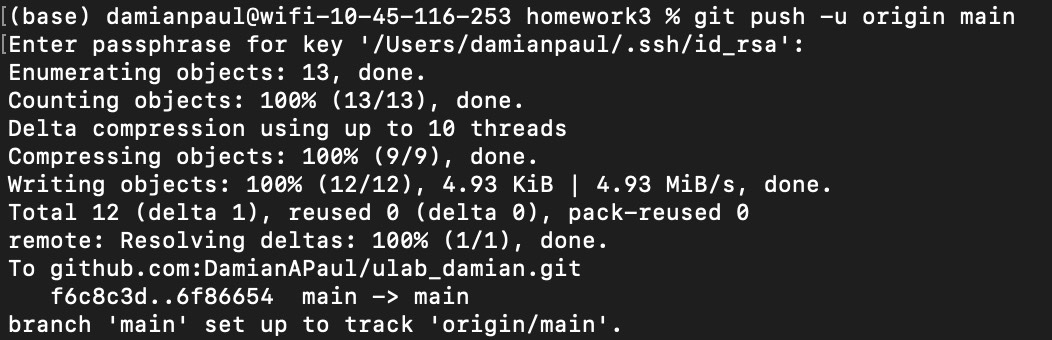 [(base) damianpaul@wifi-10-45-116-253 homework3 % git push -u origin main
[Enter passphrase for key '/Users/damianpaul/.ssh/id_rsa':
Enumerating objects: 13, done.
Counting objects: 100% (13/13), done.
Delta compression using up to 10 threads
Compressing objects: 100% (9/9), done.
Writing objects: 100% (12/12), 4.93 KiB | 4.93 MiB/s, done.
Total 12 (delta 1), reused 0 (delta 0), pack-reused 0
remote: Resolving deltas: 100% (1/1), done.
To github.com:DamianAPaul/ulab_damian.git
   f6c8c3d..6f86654  main -> main
branch 'main' set up to track 'origin/main'.